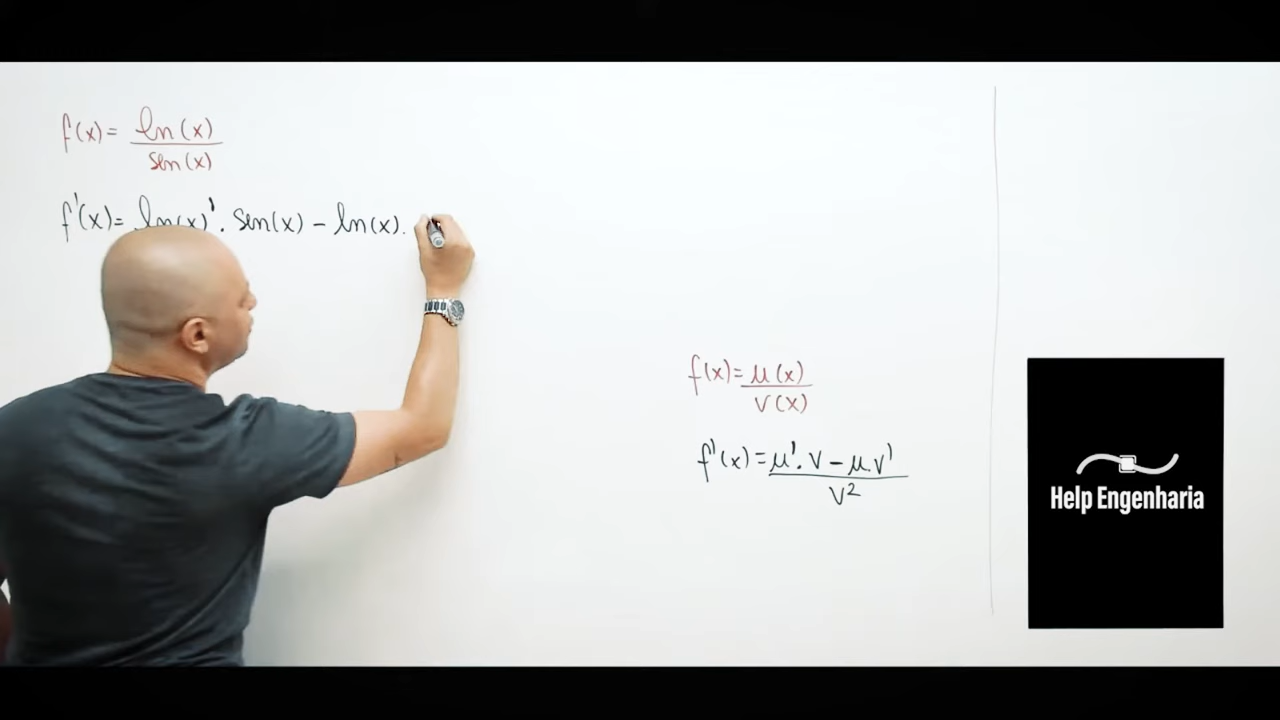 f(x)= ln(x)
sen(x)
f'(x)= ln(x)' . sen(x) - ln(x).
f(x)= μ(x)
v(x)
f'(x)= μ'. v - μ.v'
v²
Help Engenharia